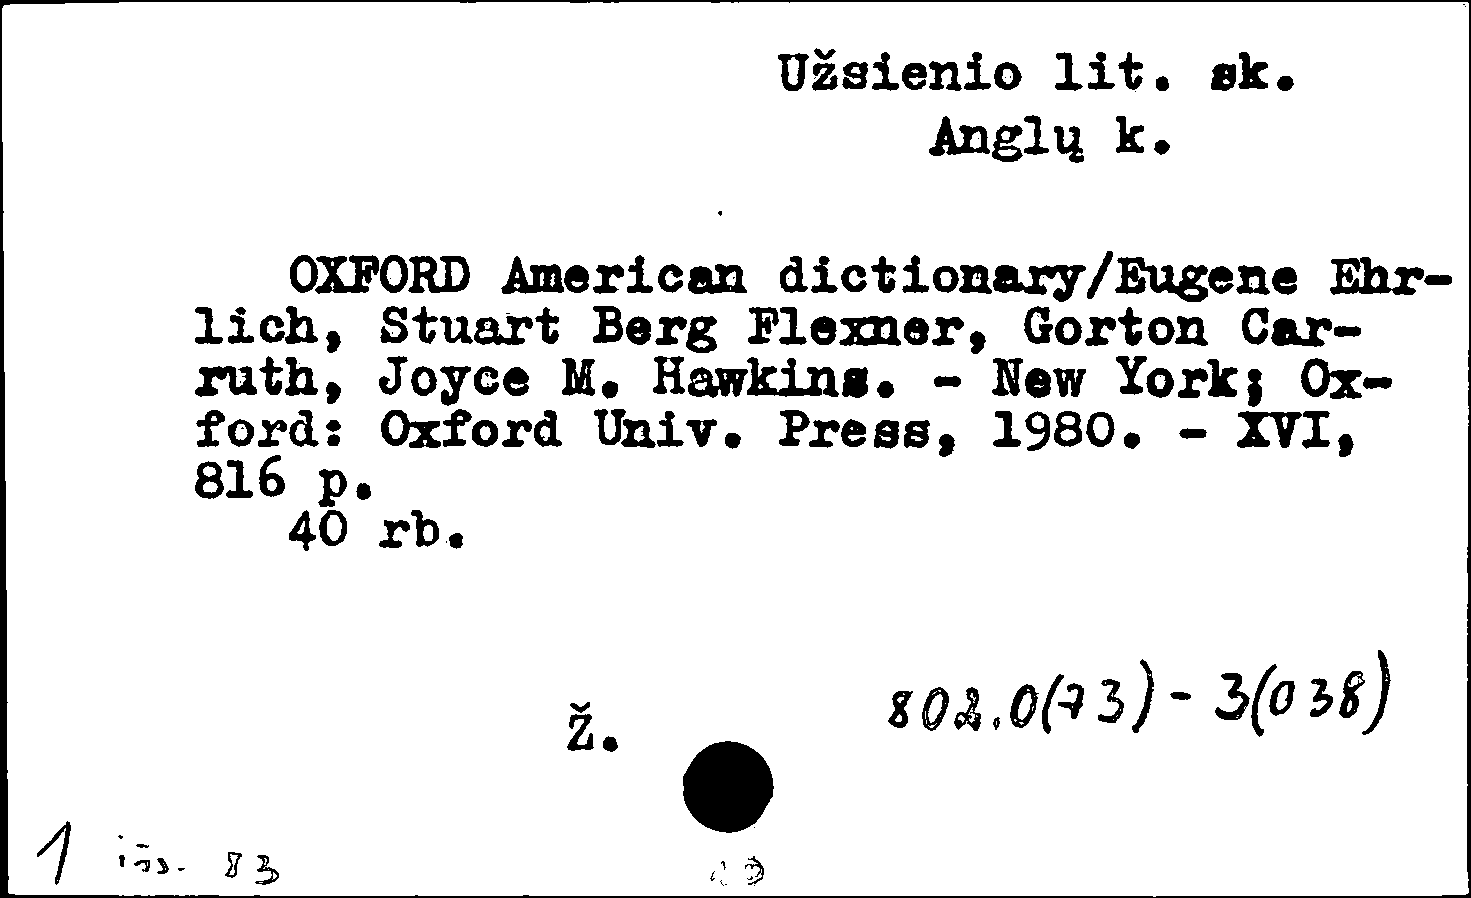 Užsienio lit. sk.
Anglų k.
OXFORD American dictionary/Eugene Ehr-
lich, Stuart Berg Flexner, Gorton Car-
ruth, Joyce M. Hawkins. - New York; Ox-
ford: Oxford Univ. Press, 1980. - XVI,
816 p.
40 rb.
802.0(73)-3(038)
Ž.
1 83